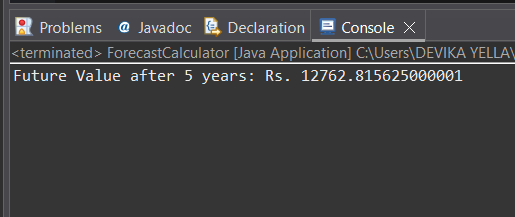 Problems @ Javadoc Declaration Console
<terminated> ForecastCalculator [Java Application] C:\Users\DEVIKA YELLA\
Future Value after 5 years: Rs. 12762.815625000001